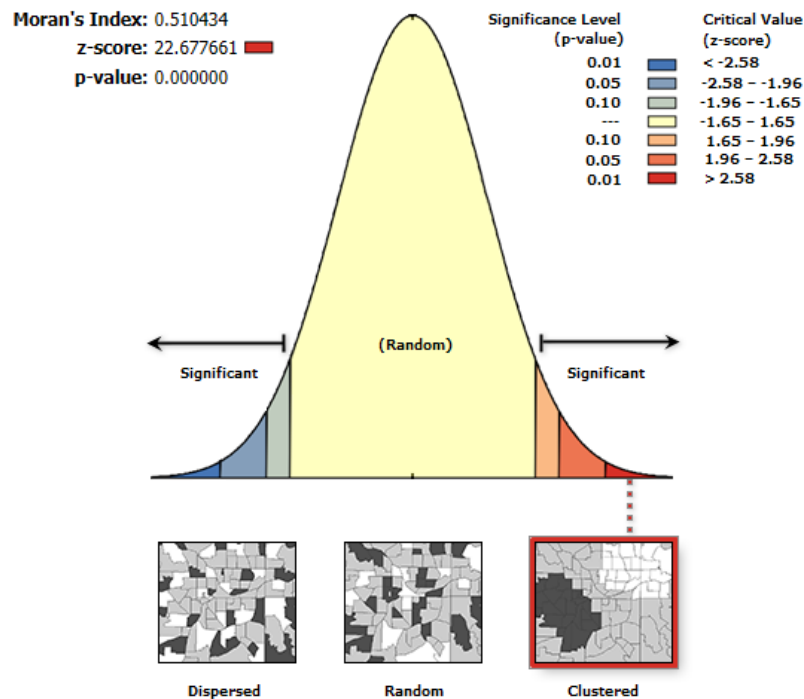 Moran's Index: 0.510434
z-score: 22.677661
p-value: 0.000000
Significance Level
(p-value)
Critical Value
(z-score)
0.01 < -2.58
0.05 -2.58 – -1.96
0.10 -1.96 – -1.65
--- -1.65 – 1.65
0.10 1.65 – 1.96
0.05 1.96 – 2.58
0.01 > 2.58
(Random)
Significant
Significant
Dispersed
Random
Clustered